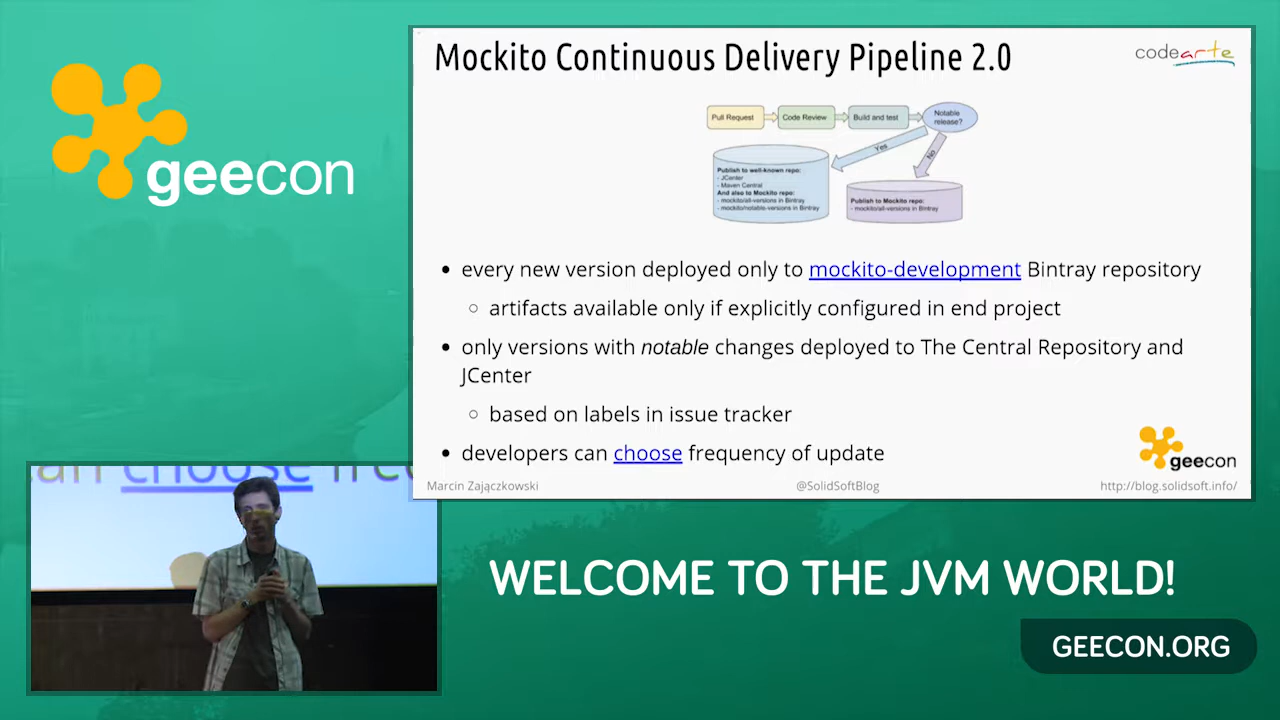 geecon
Mockito Continuous Delivery Pipeline 2.0
codearte
Pull Request
Code Review
Build and test
Notable
release?
Yes
No
Publish to well-known repo:
- JCenter
- Maven Central
And also to Mockito repo:
- mockito/all-versions in Bintray
- mockito/notable-versions in Bintray
Publish to Mockito repo:
- mockito/all-versions in Bintray
• every new version deployed only to mockito-development Bintray repository
○ artifacts available only if explicitly configured in end project
• only versions with notable changes deployed to The Central Repository and
JCenter
○ based on labels in issue tracker
• developers can choose frequency of update
geecon
Marcin Zajączkowski
@SolidSoftBlog
http://blog.solidsoft.info/
can choose frec
WELCOME TO THE JVM WORLD!
GEECON.ORG